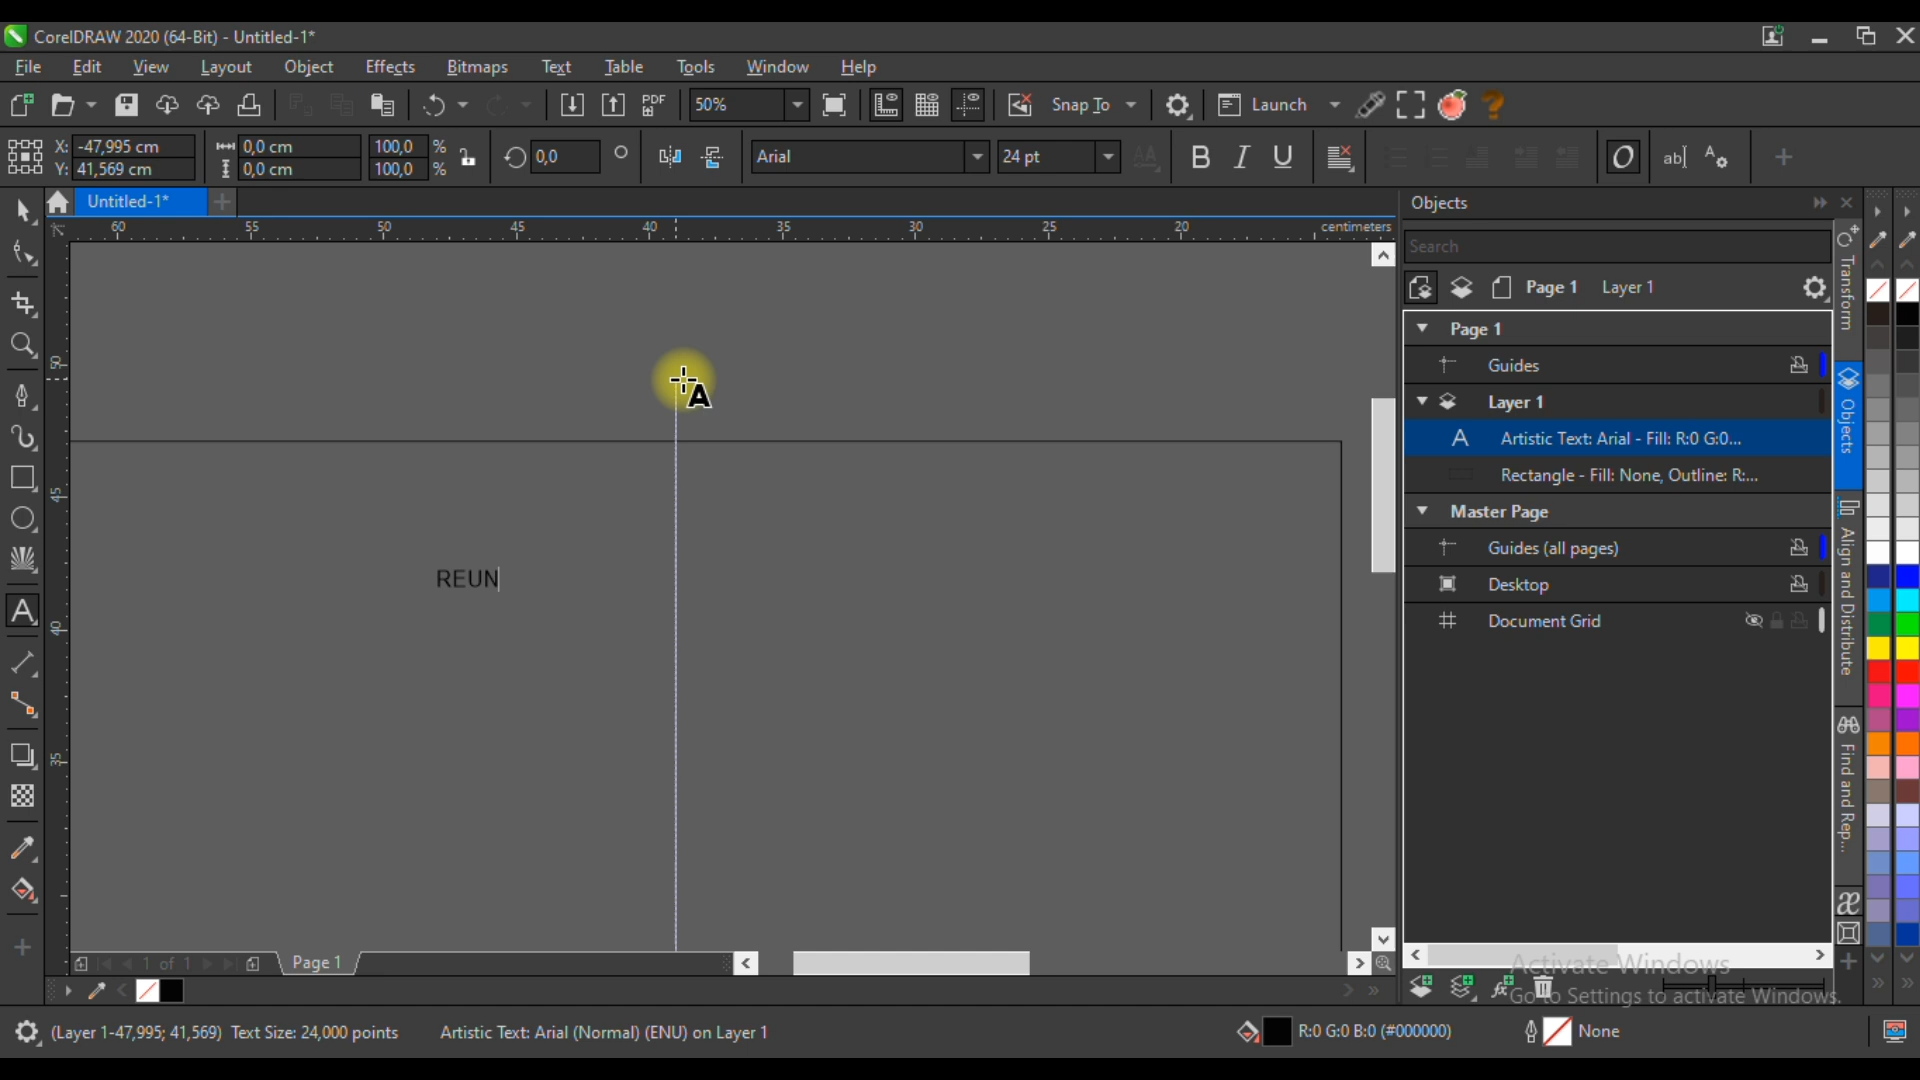 CorelDRAW 2020 (64-Bit) - Untitled-1*
File Edit View Layout Object Effects Bitmaps Text Table Tools Window Help
PDF 50% Snap To Launch
X: -47,995 cm 0,0 cm 100,0 % 0,0 Arial 24 pt B I U O ab
Y: 41,569 cm 0,0 cm 100,0 %
Untitled-1*
60 55 50 45 40 35 30 25 20 centimeters
50
45
40
35
REUN
A
Objects
Search
Page 1 Layer 1
Page 1
Guides
Layer 1
A Artistic Text: Arial - Fill: R:0 G:0...
Rectangle - Fill: None, Outline: R:...
Master Page
Guides (all pages)
Desktop
Document Grid
Transform
Objects
Align and Distribute
Find and Rep...
1 of 1 Page 1
Activate Windows
Go to Settings to activate Windows.
(Layer 1-47,995; 41,569) Text Size: 24,000 points Artistic Text: Arial (Normal) (ENU) on Layer 1 R:0 G:0 B:0 (#000000) None